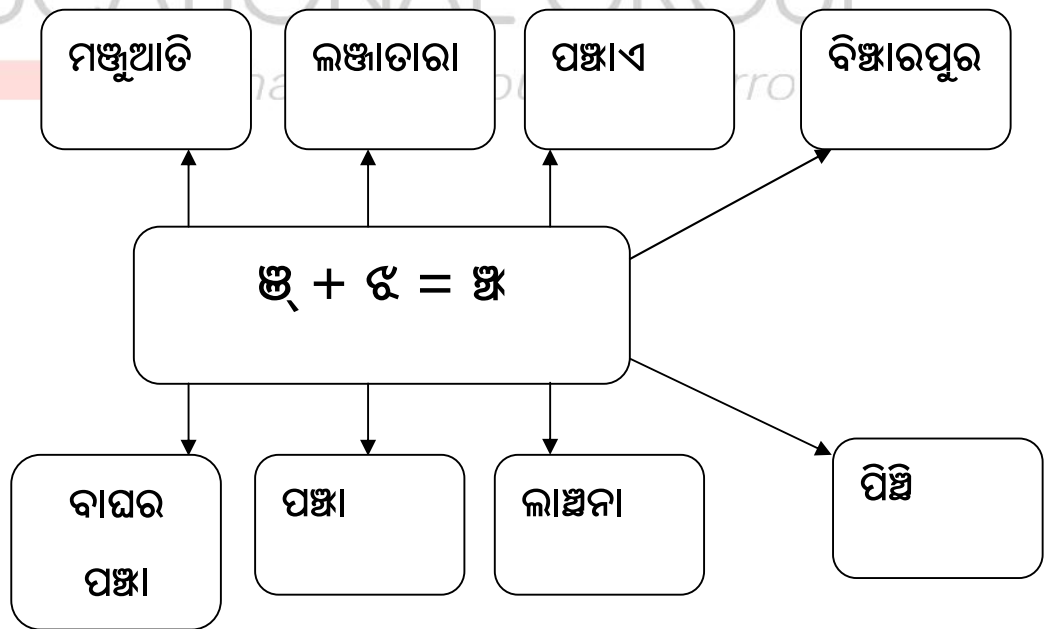 ମଞ୍ଜୁଆତି
ଲଞ୍ଜାତାରା
ପଞ୍ଝାଏ
ବିଞ୍ଝାରପୁର
ଞ୍ + ଝ = ଞ୍ଝ
ବାଘର
ପଞ୍ଝା
ପଞ୍ଝା
ଲାଞ୍ଛନା
ପିଞ୍ଛି